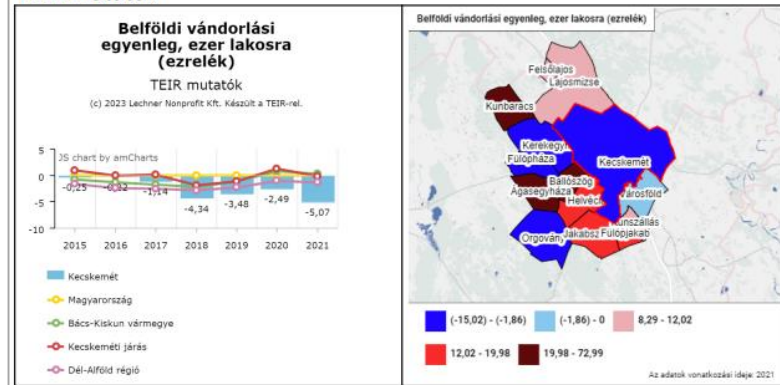 Belföldi vándorlási
egyenleg, ezer lakosra
(ezrelék)
TEIR mutatók
(c) 2023 Lechner Nonprofit Kft. Készült a TEIR-rel.
JS chart by amCharts
5
0
-5
-10
-0,25
-1,14
-4,34
-3,48
-2,49
-5,07
2015
2016
2017
2018
2019
2020
2021
Kecskemét
Magyarország
Bács-Kiskun vármegye
Kecskeméti járás
Dél-Alföld régió
Belföldi vándorlási egyenleg, ezer lakosra (ezrelék)
Felsőlajos
Lajosmizse
Kunbaracs
Kerekegy
Fülöpháza
Kecskemét
Ballószög
Ágasegyháza
Helvéci
Városföld
Kunszállás
Orgovány
Jakabsz
Fülöpjakab
(-15,02) - (-1,86)
(-1,86) - 0
8,29 - 12,02
12,02 - 19,98
19,98 - 72,99
Az adatok vonatkozási ideje: 2021